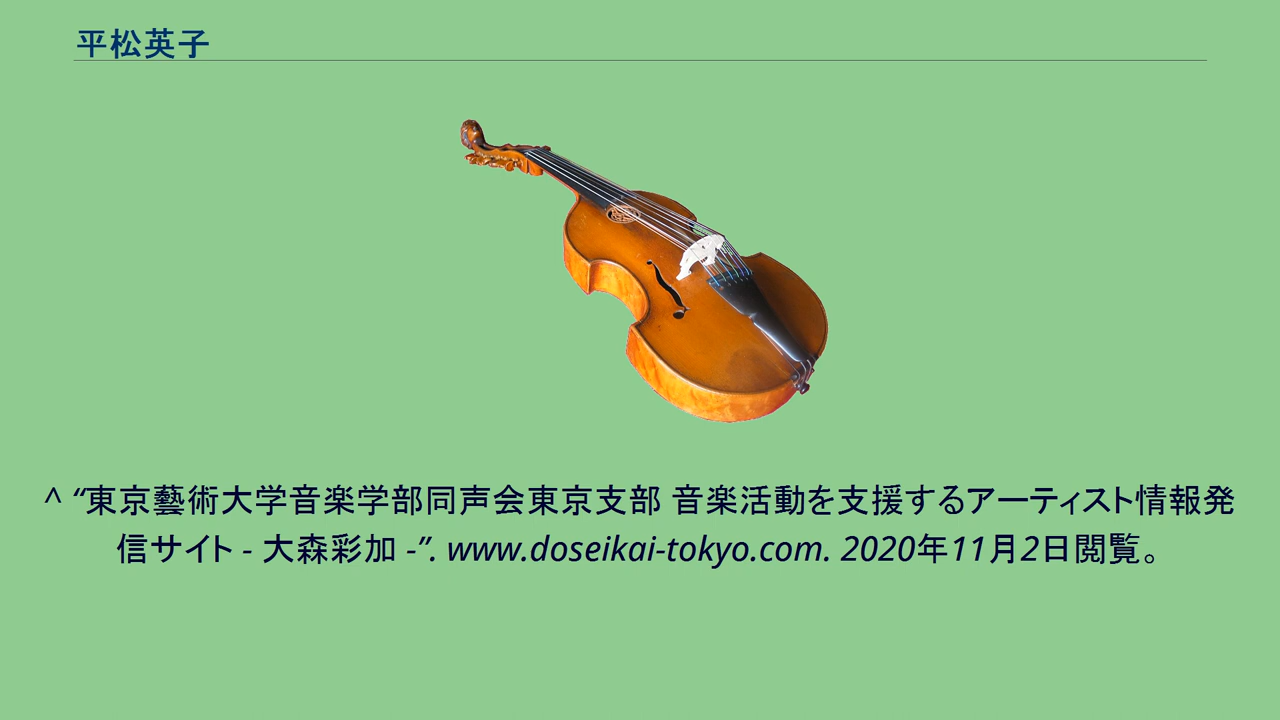 平松英子
^ “東京藝術大学音楽学部同声会東京支部 音楽活動を支援するアーティスト情報発
信サイト - 大森彩加 -”. www.doseikai-tokyo.com. 2020年11月2日閲覧。